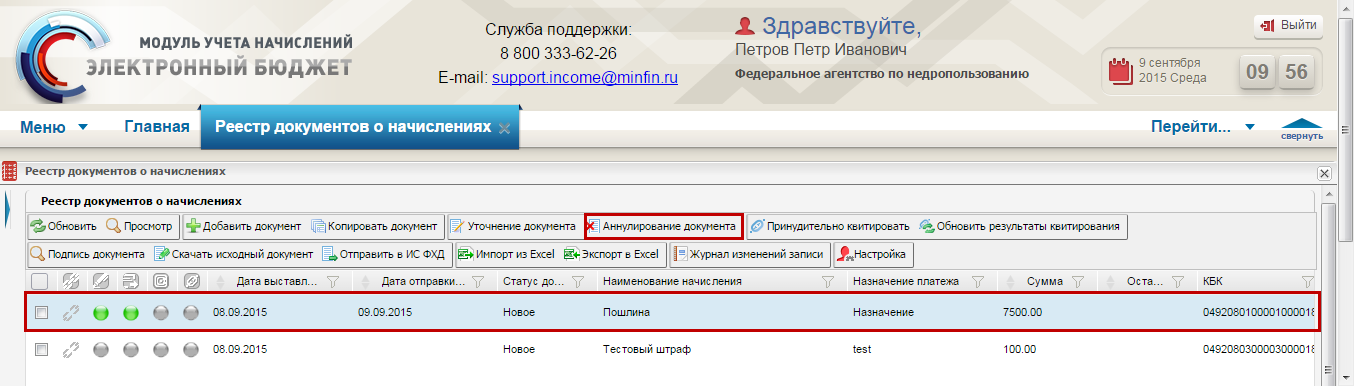 МОДУЛЬ УЧЕТА НАЧИСЛЕНИЙ
ЭЛЕКТРОННЫЙ БЮДЖЕТ
Служба поддержки:
8 800 333-62-26
E-mail: support.income@minfin.ru
Здравствуйте,
Петров Петр Иванович
Федеральное агентство по недропользованию
Выйти
9 сентября
2015 Среда
09 56
Меню Главная Реестр документов о начислениях Перейти... свернуть
Реестр документов о начислениях
Реестр документов о начислениях
Обновить Просмотр Добавить документ Копировать документ Уточнение документа Аннулирование документа Принудительно квитировать Обновить результаты квитирования
Подпись документа Скачать исходный документ Отправить в ИС ФХД Импорт из Excel Экспорт в Excel Журнал изменений записи Настройка
Дата выставл... Дата отправки... Статус до... Наименование начисления Назначение платежа Сумма Оста... КБК
08.09.2015 09.09.2015 Новое Пошлина Назначение 7500.00 0492080100001000018
08.09.2015 Новое Тестовый штраф test 100.00 0492080300003000018